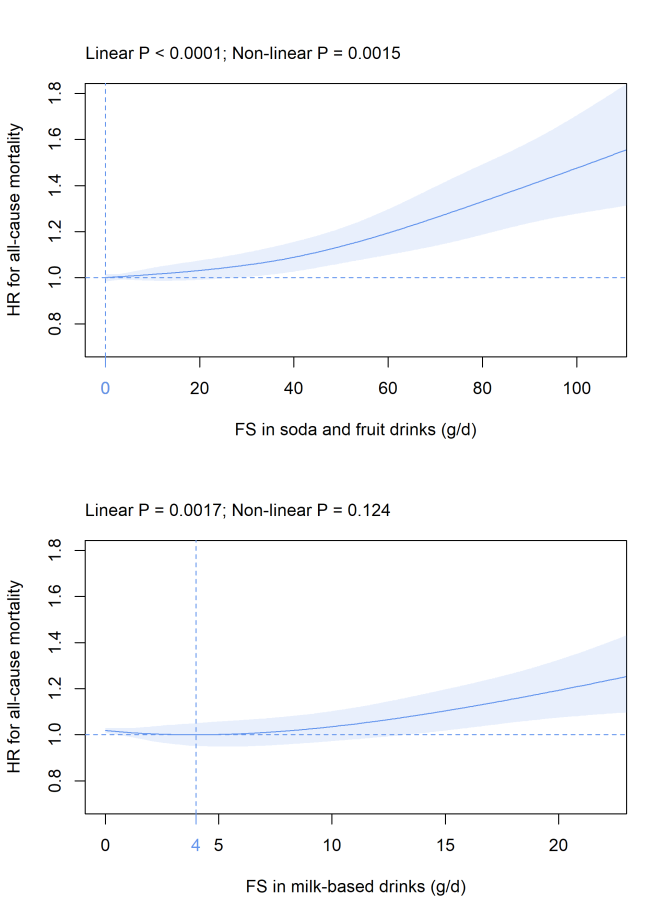 Linear P < 0.0001; Non-linear P = 0.0015
HR for all-cause mortality
1.8
1.6
1.4
1.2
1.0
0.8
0 20 40 60 80 100
FS in soda and fruit drinks (g/d)
Linear P = 0.0017; Non-linear P = 0.124
HR for all-cause mortality
1.8
1.6
1.4
1.2
1.0
0.8
0 4 5 10 15 20
FS in milk-based drinks (g/d)